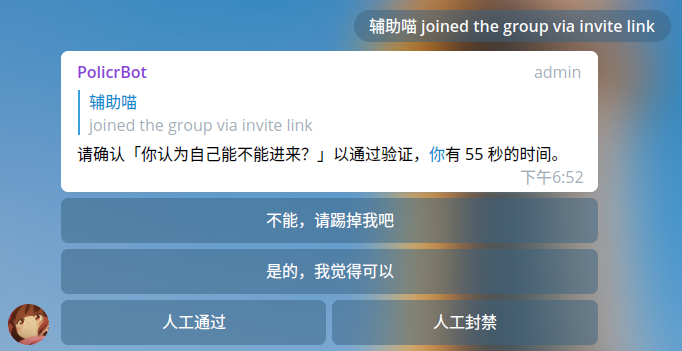 辅助喵 joined the group via invite link
PolicrBot admin
辅助喵
joined the group via invite link
请确认「你认为自己能不能进来？」以通过验证，你有 55 秒的时间。
下午6:52
不能，请踢掉我吧
是的，我觉得可以
人工通过 人工封禁